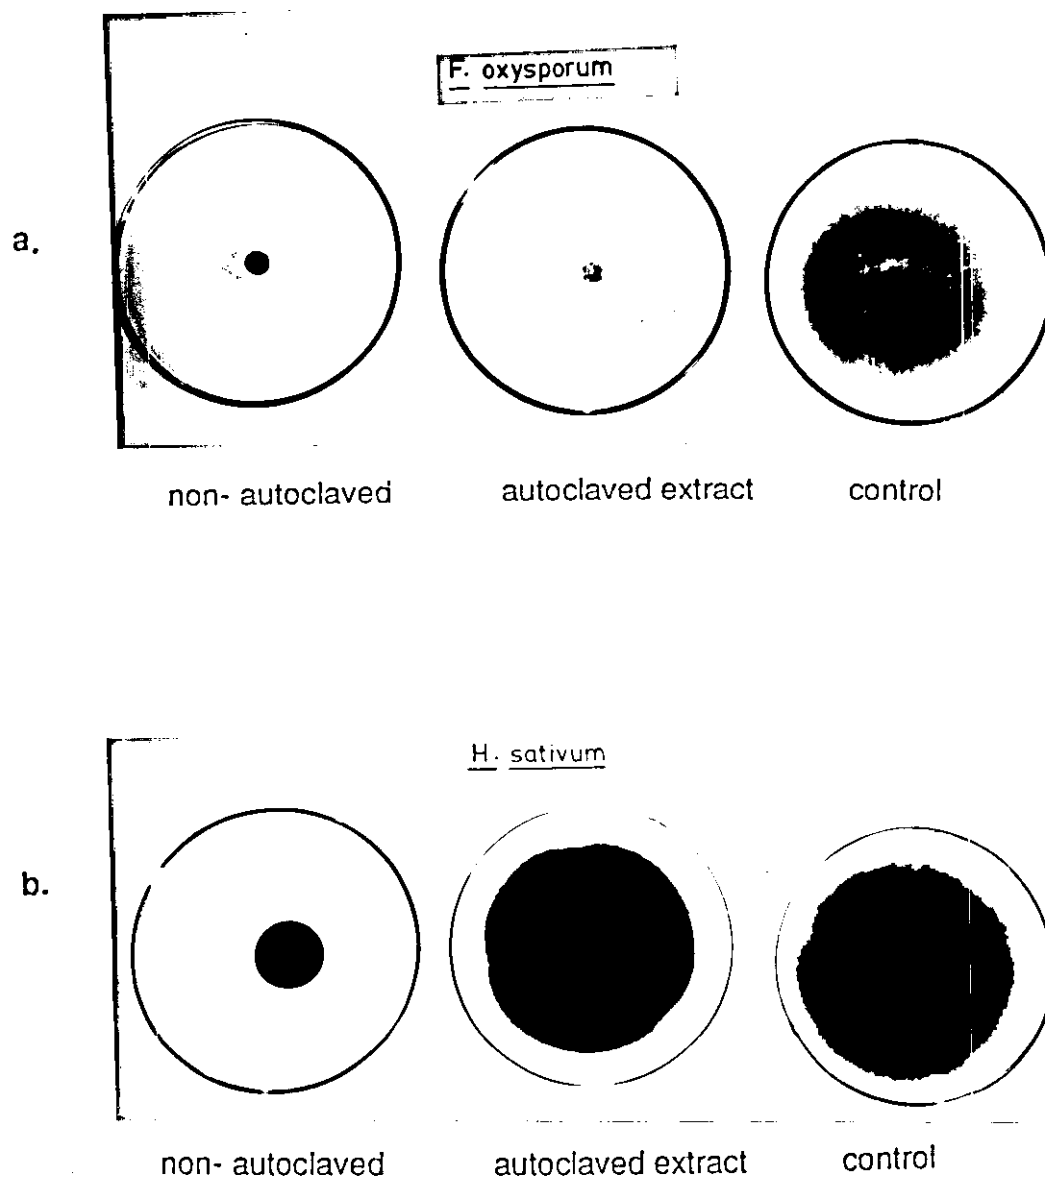 F. oxysporum
a.
non- autoclaved autoclaved extract control
H. sativum
b.
non- autoclaved autoclaved extract control